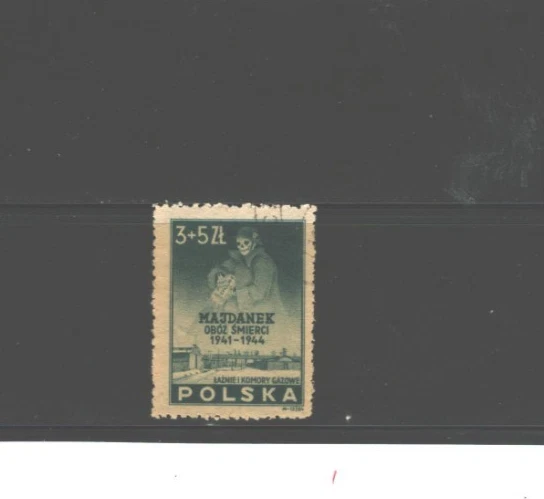 3+5 ZŁ
MAJDANEK
OBÓZ ŚMIERCI
1941-1944
ŁAŹNIE I KOMORY GAZOWE
POLSKA